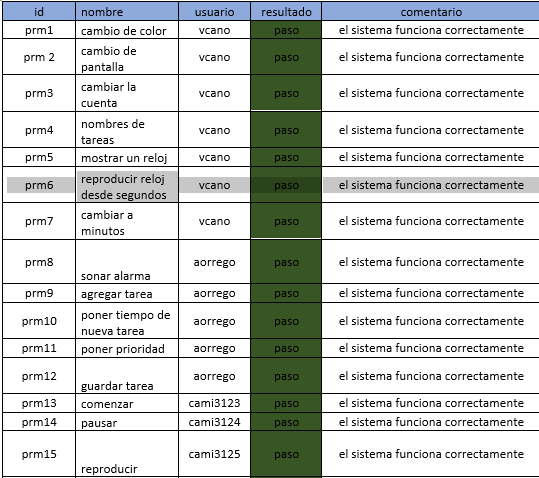 id nombre usuario resultado comentario
prm1 cambio de color vcano paso el sistema funciona correctamente
prm 2 cambio de
pantalla vcano paso el sistema funciona correctamente
prm3 cambiar la
cuenta vcano paso el sistema funciona correctamente
prm4 nombres de
tareas vcano paso el sistema funciona correctamente
prm5 mostrar un reloj vcano paso el sistema funciona correctamente
prm6 reproducir reloj
desde segundos vcano paso el sistema funciona correctamente
prm7 cambiar a
minutos vcano paso el sistema funciona correctamente
prm8 sonar alarma aorrego paso el sistema funciona correctamente
prm9 agregar tarea aorrego paso el sistema funciona correctamente
prm10 poner tiempo de
nueva tarea aorrego paso el sistema funciona correctamente
prm11 poner prioridad aorrego paso el sistema funciona correctamente
prm12 guardar tarea aorrego paso el sistema funciona correctamente
prm13 comenzar cami3123 paso el sistema funciona correctamente
prm14 pausar cami3124 paso el sistema funciona correctamente
prm15 reproducir cami3125 paso el sistema funciona correctamente